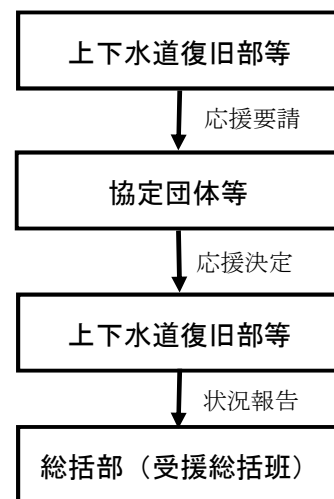 上下水道復旧部等
応援要請
協定団体等
応援決定
上下水道復旧部等
状況報告
総括部（受援総括班）